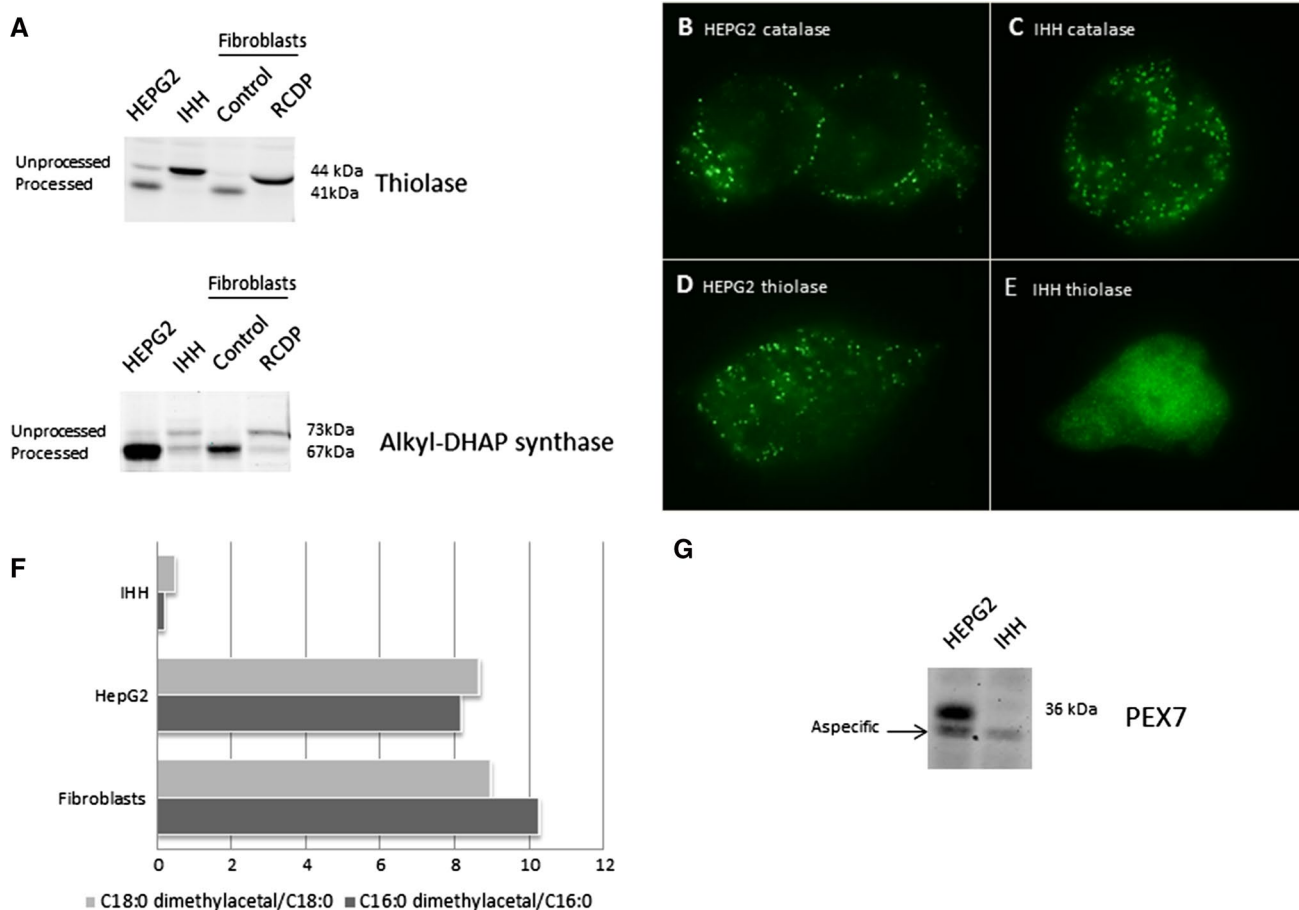 A
Fibroblasts
HEPG2 IHH Control RCDP
Unprocessed
Processed
44 kDa
41kDa
Thiolase
Fibroblasts
HEPG2 IHH Control RCDP
Unprocessed
Processed
73kDa
67kDa
Alkyl-DHAP synthase
B HEPG2 catalase
C IHH catalase
D HEPG2 thiolase
E IHH thiolase
F
IHH
HepG2
Fibroblasts
0 2 4 6 8 10 12
C18:0 dimethylacetal/C18:0 C16:0 dimethylacetal/C16:0
G
HEPG2 IHH
36 kDa
PEX7
Aspecific